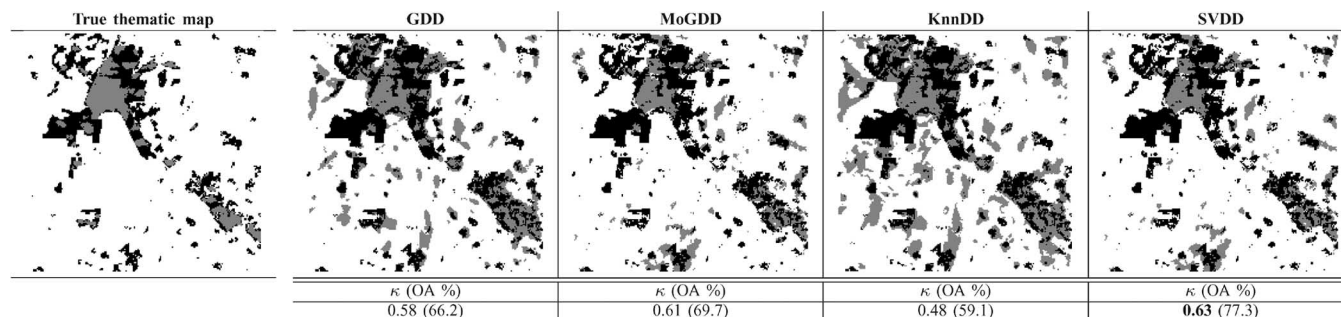 True thematic map GDD MoGDD KnnDD SVDD
κ (OA %) κ (OA %) κ (OA %) κ (OA %)
0.58 (66.2) 0.61 (69.7) 0.48 (59.1) 0.63 (77.3)